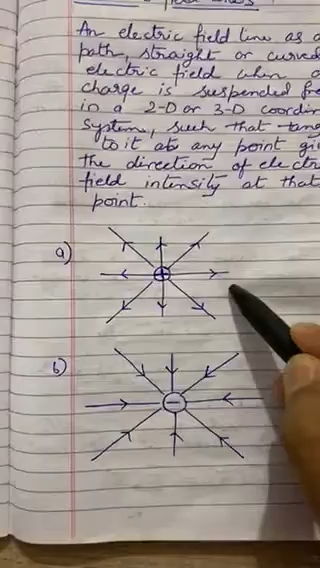 An electric field line as a
path, straight or curved
electric field when a
charge is suspended fre
in a 2-D or 3-D coordin
System, such that tang
to it at any point gi
the direction of electr
field intensity at that
point.
a)
+
b)
−